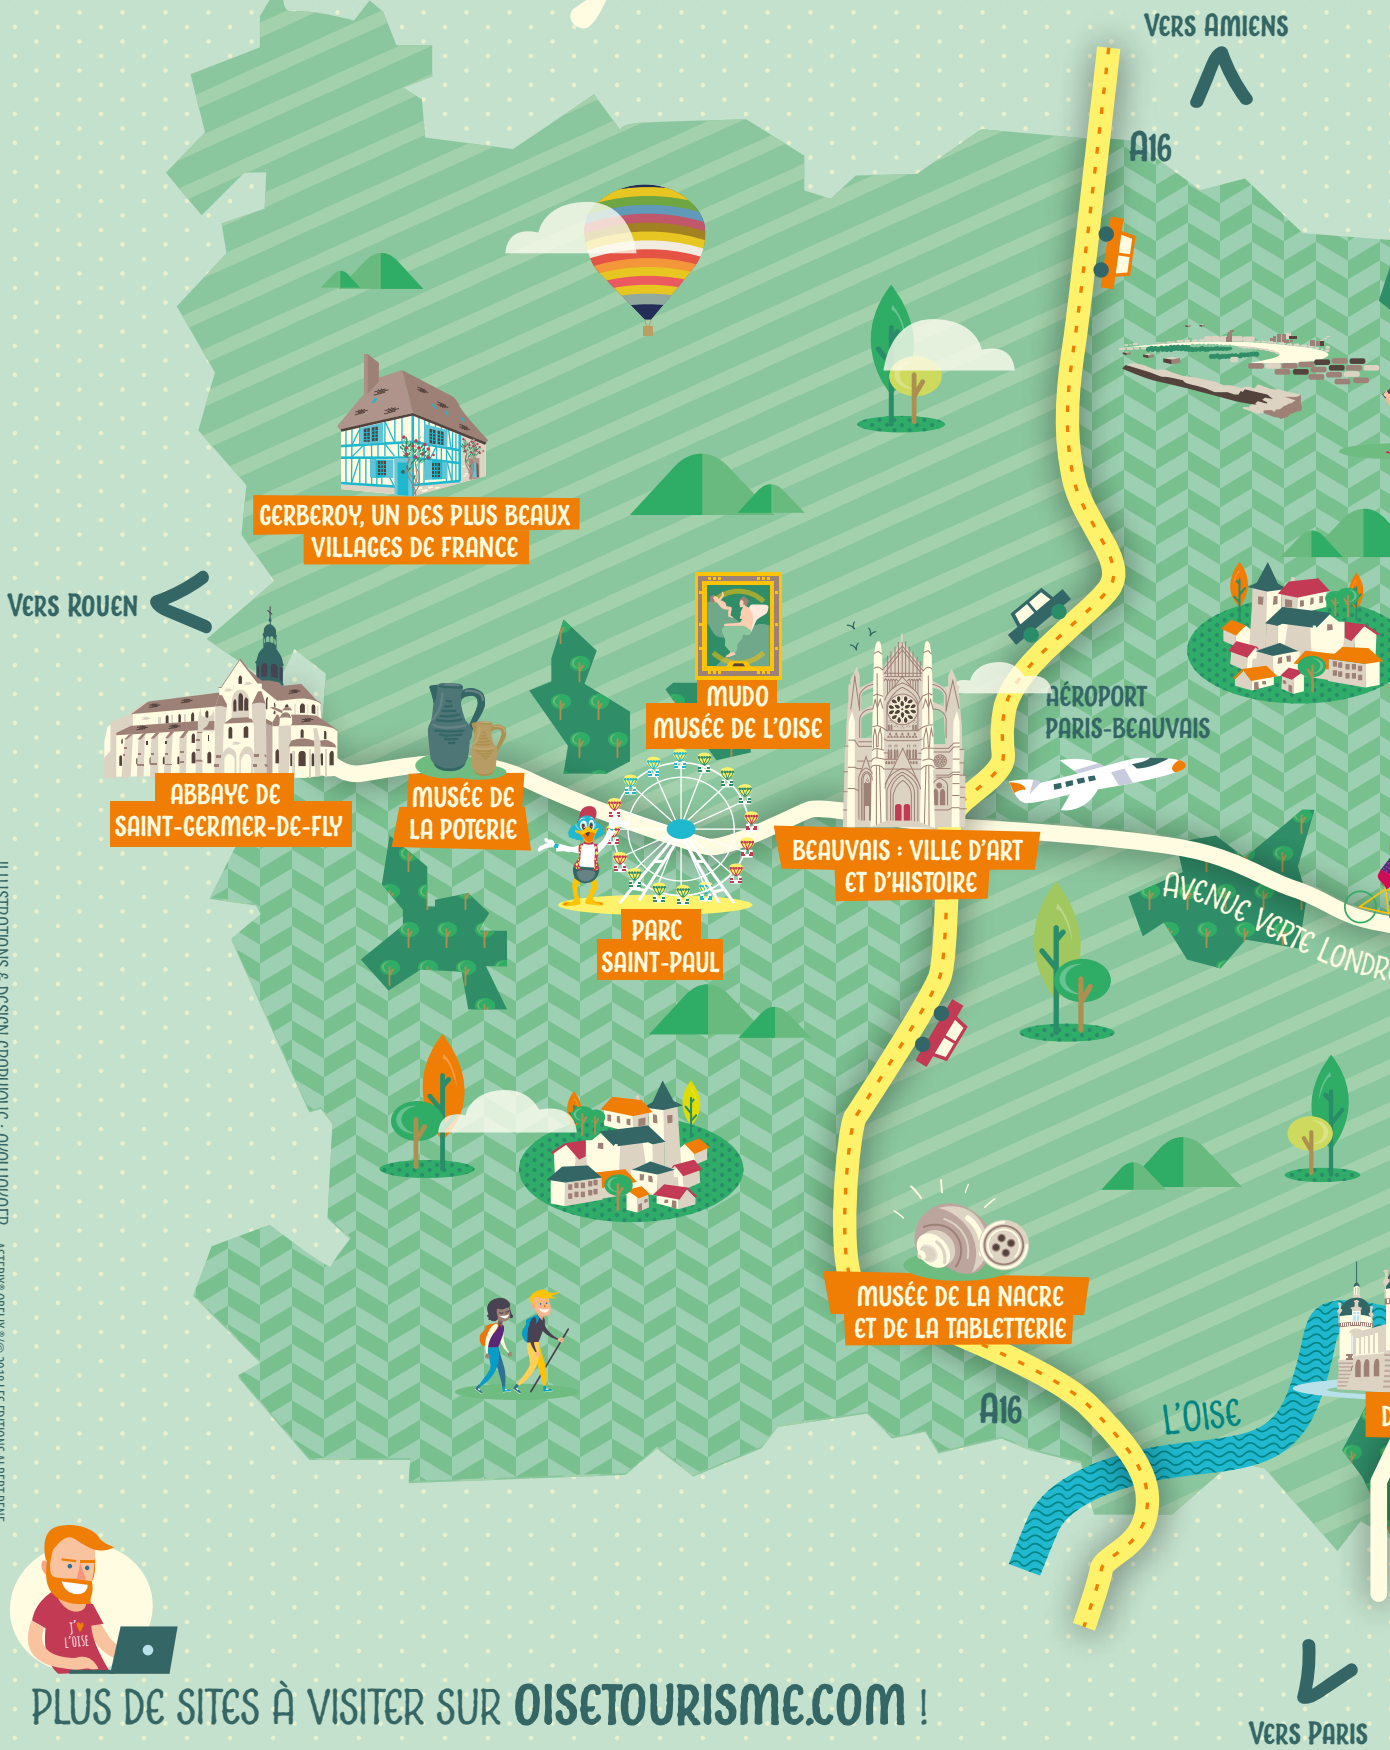 VERS AMIENS
A16
GERBEROY, UN DES PLUS BEAUX
VILLAGES DE FRANCE
VERS ROUEN
MUDO
MUSÉE DE L'OISE
AÉROPORT
PARIS-BEAUVAIS
ABBAYE DE
SAINT-GERMER-DE-FLY
MUSÉE DE
LA POTERIE
BEAUVAIS : VILLE D'ART
ET D'HISTOIRE
PARC
SAINT-PAUL
AVENUE VERTE
MUSÉE DE LA NACRE
ET DE LA TABLETTERIE
A16
L'OISE
J'♥
L'OISE
PLUS DE SITES À VISITER SUR OISETOURISME.COM !
VERS PARIS